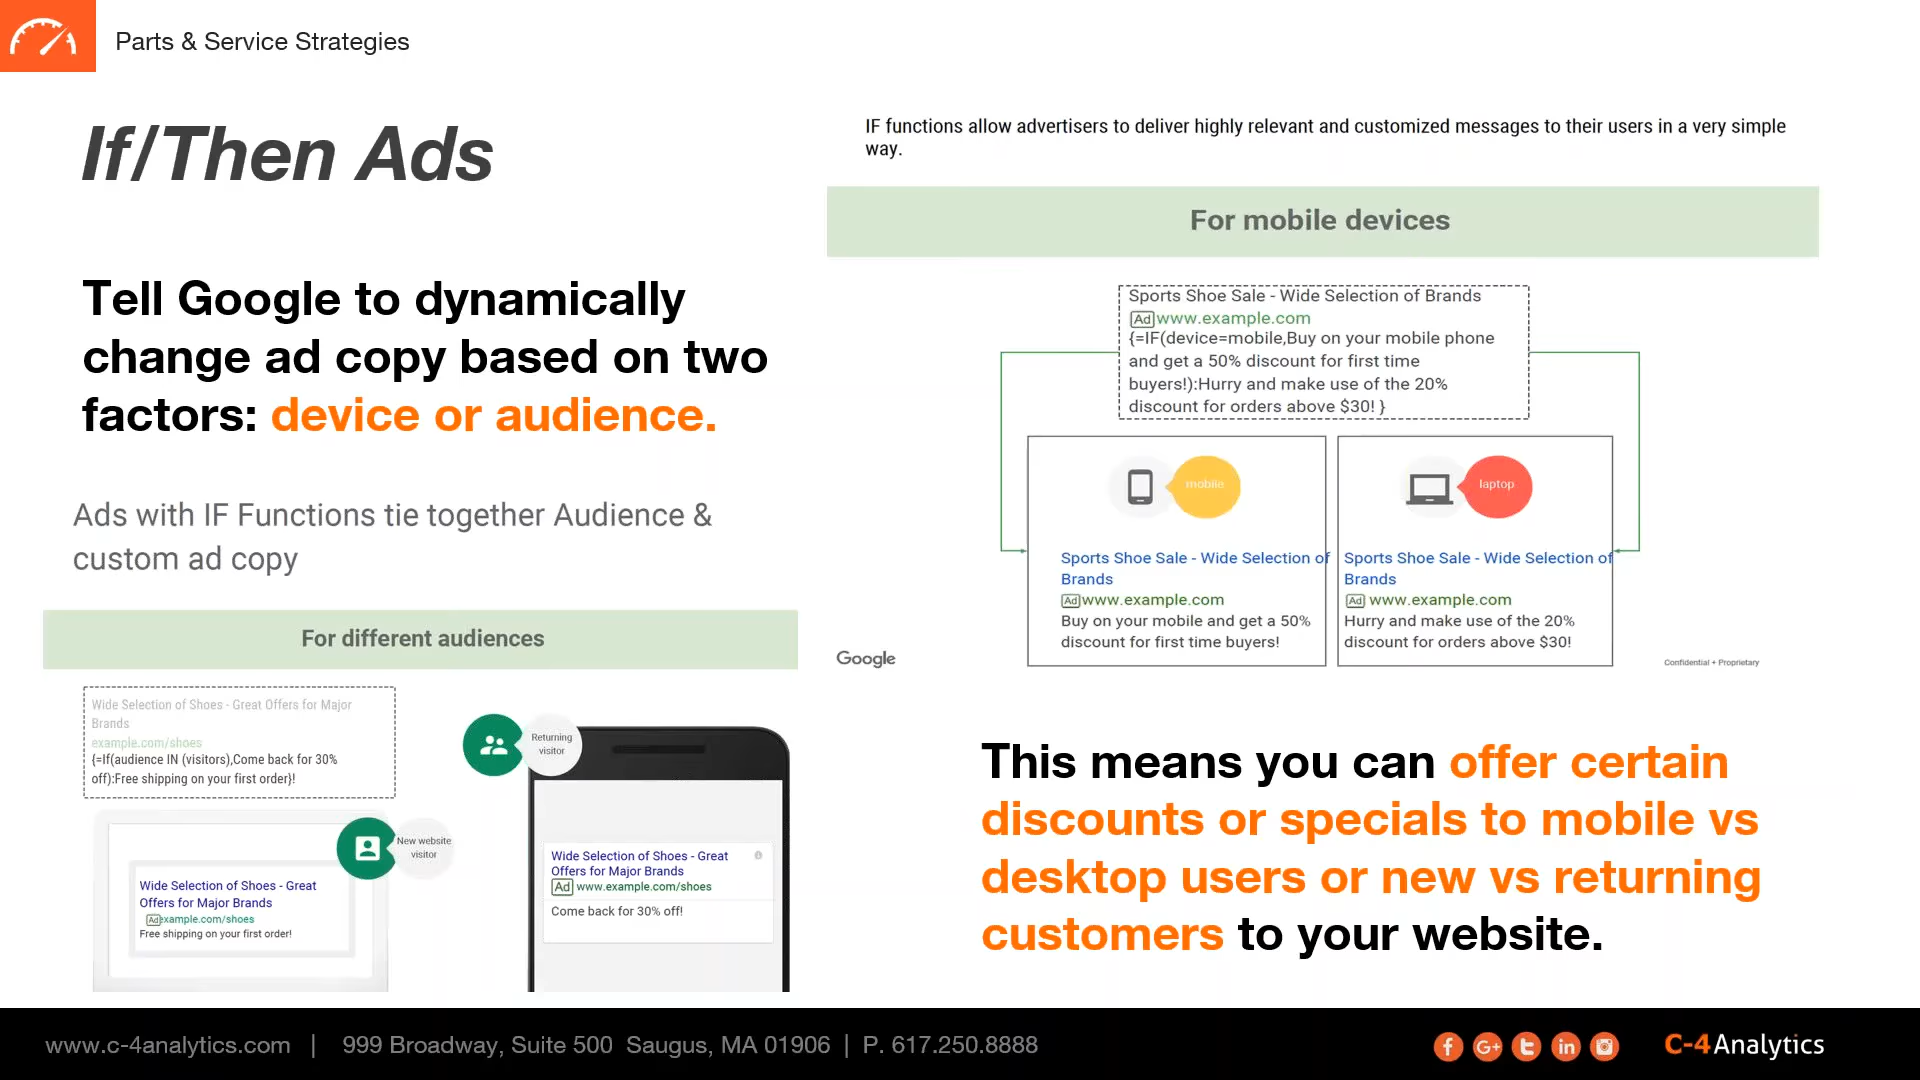 Parts & Service Strategies
If/Then Ads
Tell Google to dynamically
change ad copy based on two
factors: device or audience.
Ads with IF Functions tie together Audience &
custom ad copy
For different audiences
Wide Selection of Shoes - Great Offers for Major
Brands
example.com/shoes
{=If(audience IN (visitors),Come back for 30%
off):Free shipping on your first order}!
New website
visitor
Wide Selection of Shoes - Great
Offers for Major Brands
Ad example.com/shoes
Free shipping on your first order!
Returning
visitor
Wide Selection of Shoes - Great
Offers for Major Brands
Ad www.example.com/shoes
Come back for 30% off!
IF functions allow advertisers to deliver highly relevant and customized messages to their users in a very simple
way.
For mobile devices
Sports Shoe Sale - Wide Selection of Brands
Ad www.example.com
{=IF(device=mobile,Buy on your mobile phone
and get a 50% discount for first time
buyers!):Hurry and make use of the 20%
discount for orders above $30! }
mobile
Sports Shoe Sale - Wide Selection of
Brands
Ad www.example.com
Buy on your mobile and get a 50%
discount for first time buyers!
laptop
Sports Shoe Sale - Wide Selection of
Brands
Ad www.example.com
Hurry and make use of the 20%
discount for orders above $30!
Google
Confidential + Proprietary
This means you can offer certain
discounts or specials to mobile vs
desktop users or new vs returning
customers to your website.
www.c-4analytics.com | 999 Broadway, Suite 500 Saugus, MA 01906 | P. 617.250.8888
C-4 Analytics